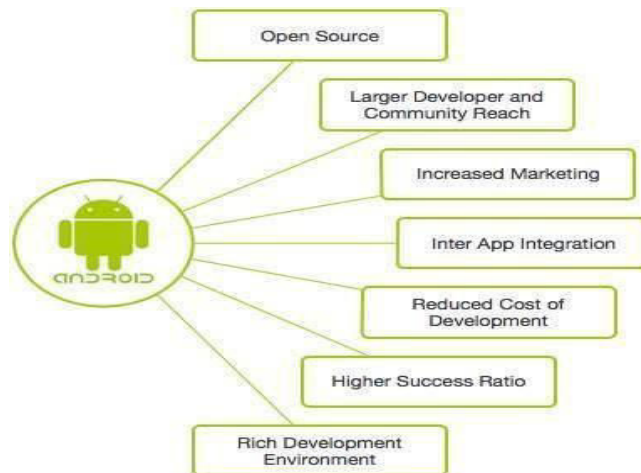 Open Source
Larger Developer and
Community Reach
Increased Marketing
Inter App Integration
Reduced Cost of
Development
Higher Success Ratio
Rich Development
Environment
ANDROID